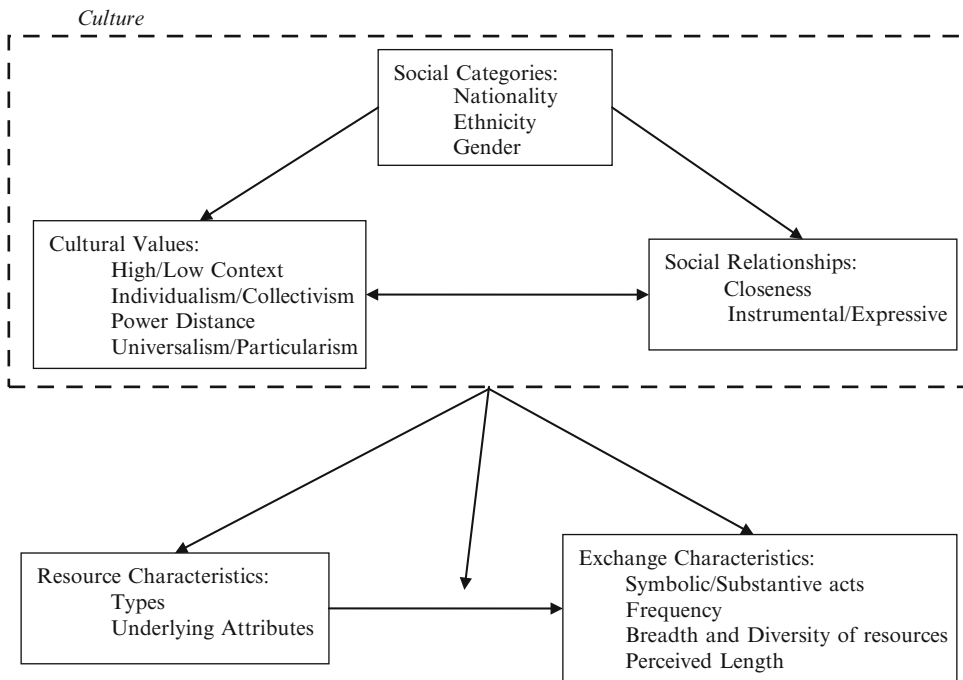 Culture
Social Categories:
Nationality
Ethnicity
Gender
Cultural Values:
High/Low Context
Individualism/Collectivism
Power Distance
Universalism/Particularism
Social Relationships:
Closeness
Instrumental/Expressive
Resource Characteristics:
Types
Underlying Attributes
Exchange Characteristics:
Symbolic/Substantive acts
Frequency
Breadth and Diversity of resources
Perceived Length